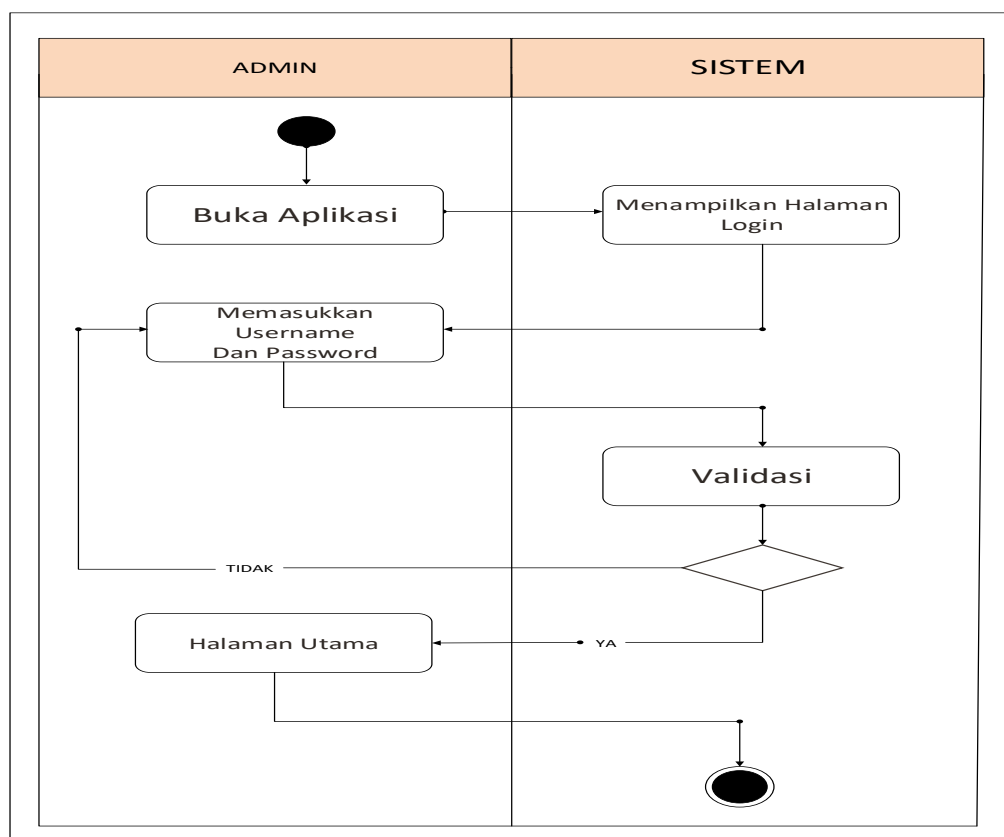 ADMIN
SISTEM
Buka Aplikasi
Menampilkan Halaman
Login
Memasukkan
Username
Dan Password
Validasi
TIDAK
YA
Halaman Utama